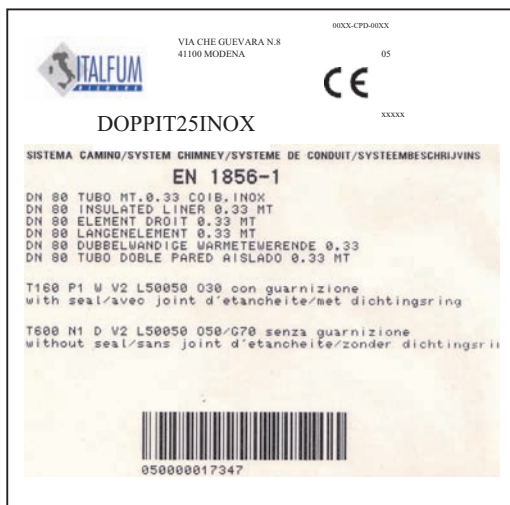 00XX-CPD-00XX
ITALFUM
VIA CHE GUEVARA N.8
41100 MODENA
05
CE
xxxxx
DOPPIT25INOX
SISTEMA CAMINO/SYSTEM CHIMNEY/SYSTEME DE CONDUIT/SYSTEEMBESCHRIJVINS
EN 1856-1
DN 80 TUBO MT.0.33 COIB.INOX
DN 80 INSULATED LINER 0.33 MT
DN 80 ELEMENT DROIT 0.33 MT
DN 80 LANGENELEMENT 0.33 MT
DN 80 DUBBELWANDIGE WARMETEWERENDE 0.33
DN 80 TUBO DOBLE PARED AISLADO 0.33 MT
T160 P1 W V2 L50050 O30 con guarnizione
with seal/avec joint d'etancheite/met dichtingsring
T600 N1 D V2 L50050 O50/G70 senza guarnizione
without seal/sans joint d'etancheite/zonder dichtingsrin
050000017347